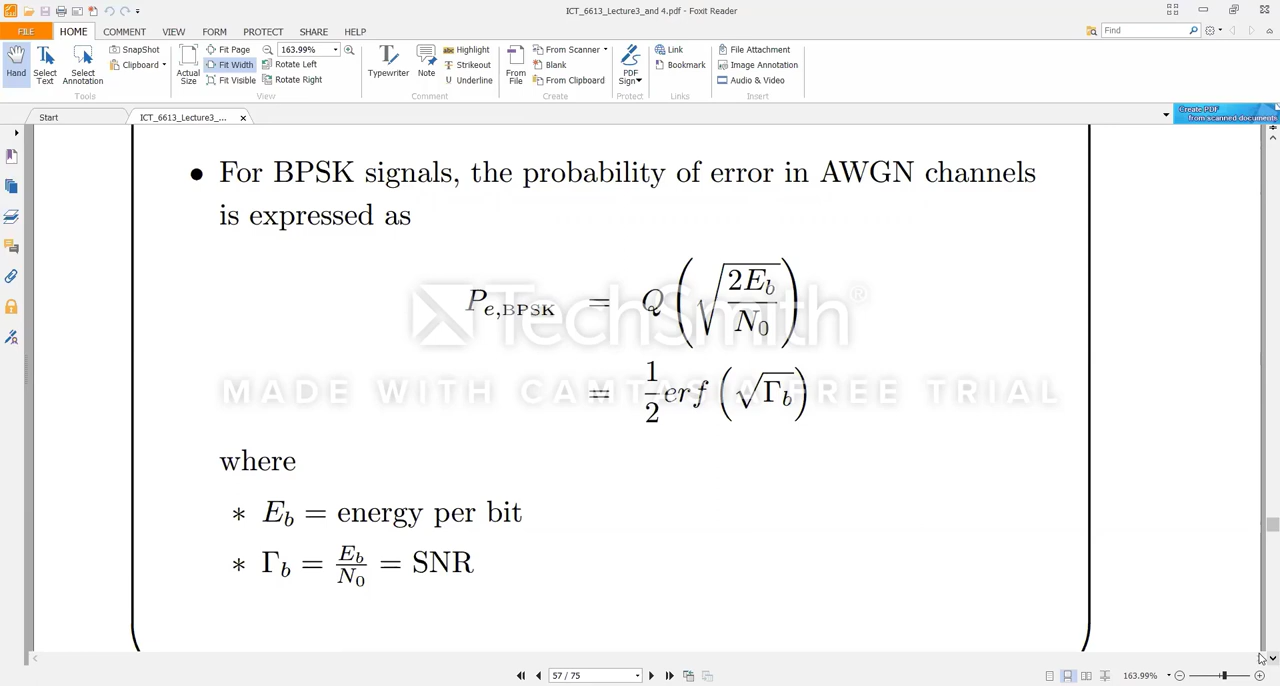 ICT_6613_Lecture3_and 4.pdf - Foxit Reader
FILE HOME COMMENT VIEW FORM PROTECT SHARE HELP
Find
Hand
Select Text
Select Annotation
SnapShot
Clipboard
Tools
Actual Size
Fit Page
Fit Width
Fit Visible
163.99%
Rotate Left
Rotate Right
View
Typewriter
Note
Highlight
Strikeout
Underline
Comment
From File
From Scanner
Blank
From Clipboard
Create
PDF Sign
Protect
Link
Bookmark
Links
File Attachment
Image Annotation
Audio & Video
Insert
Start
ICT_6613_Lecture3_...
Create PDF
from scanned documents
• For BPSK signals, the probability of error in AWGN channels
is expressed as
P_{e,BPSK} = Q(√(2E_b/N_0))
= 1/2 erf(√Γ_b)
TechSmith®
MADE WITH CAMTASIA FREE TRIAL
where
* E_b = energy per bit
* Γ_b = E_b/N_0 = SNR
57 / 75
163.99%